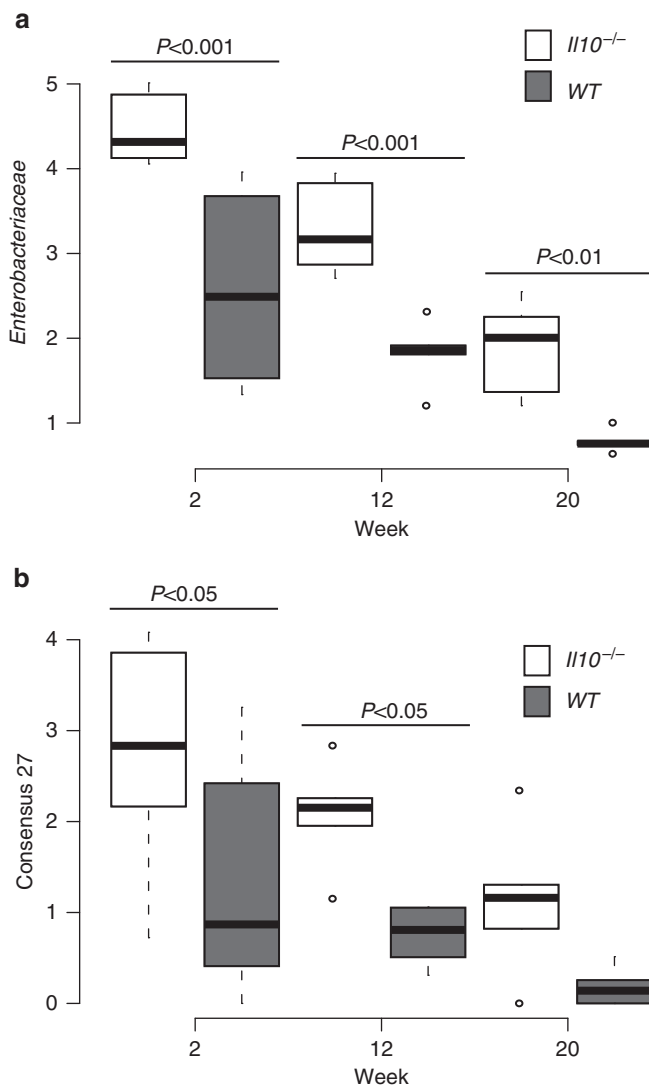 a
P<0.001
Il10−/−
WT
P<0.001
P<0.01
5
4
3
2
1
Enterobacteriaceae
2 12 20
Week
b
P<0.05
Il10−/−
WT
P<0.05
4
3
2
1
0
Consensus 27
2 12 20
Week